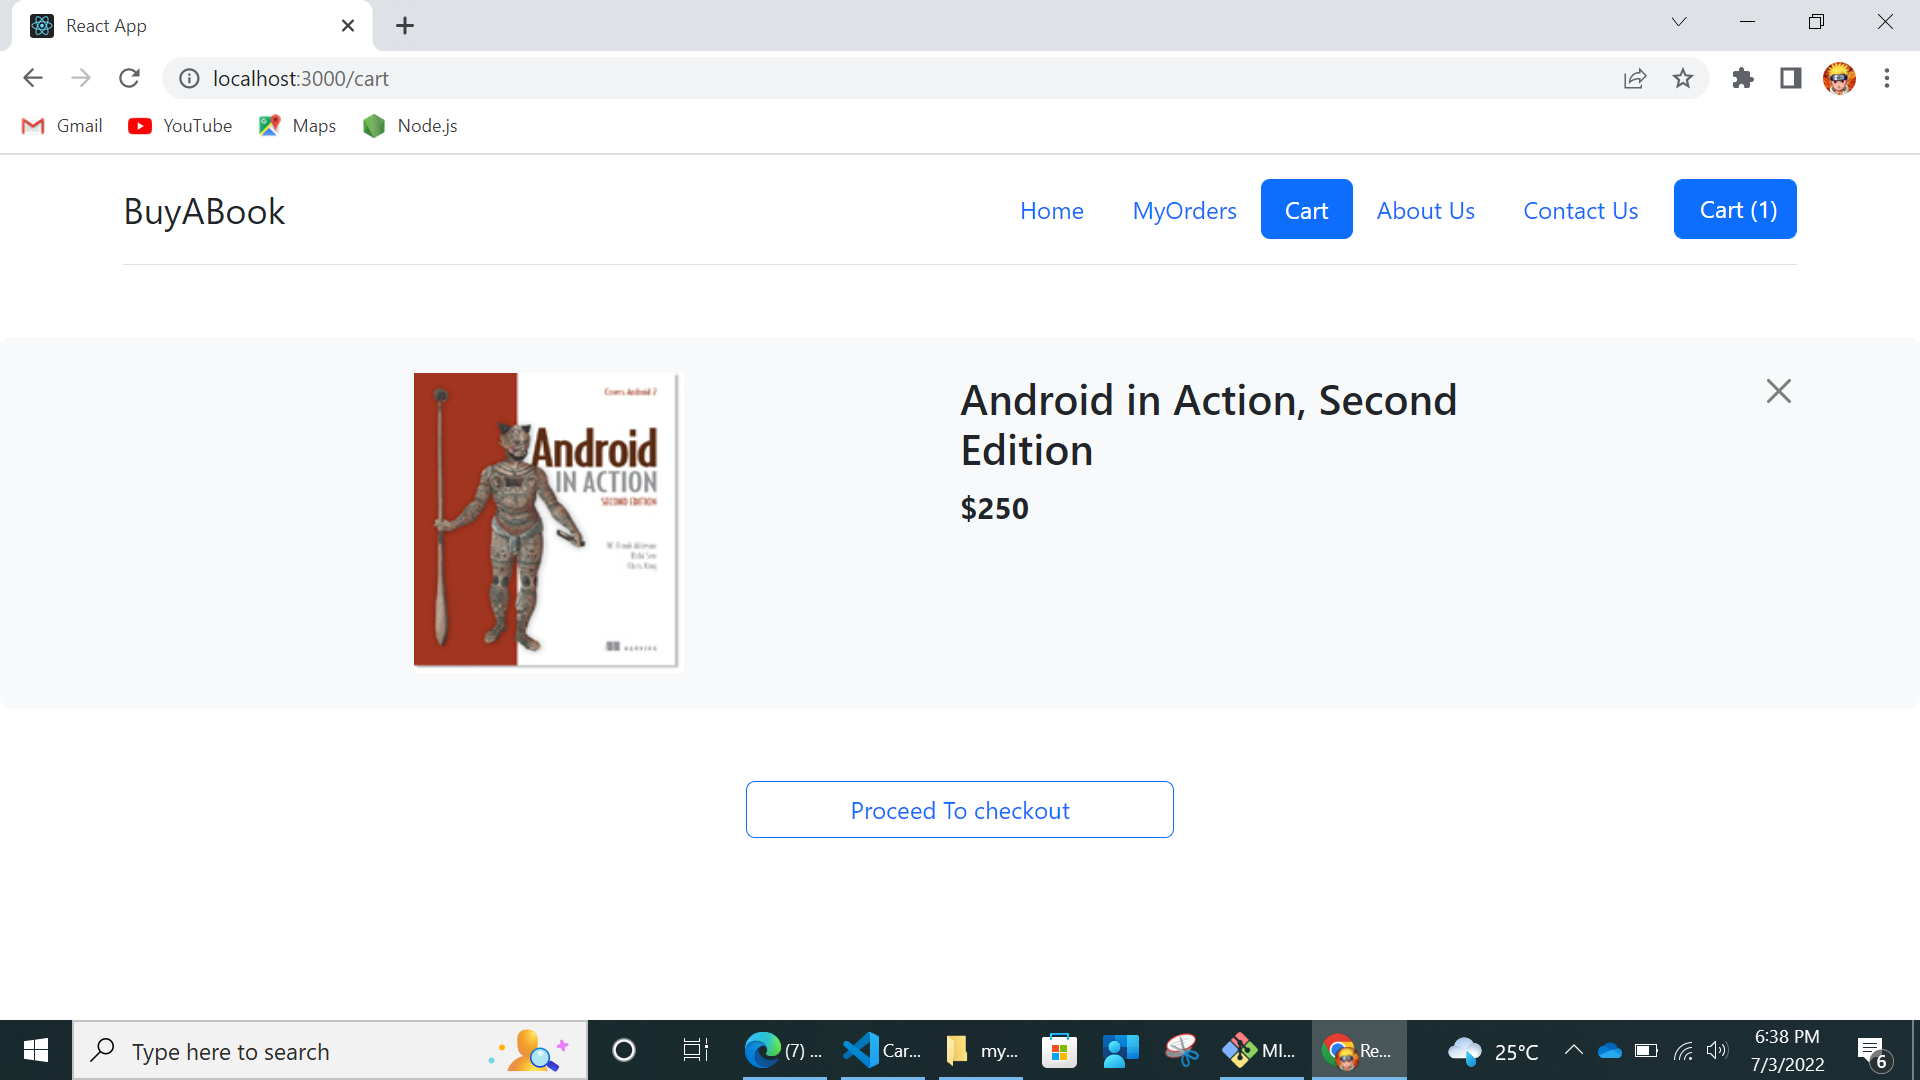 React App
localhost:3000/cart
Gmail YouTube Maps Node.js
BuyABook
Home MyOrders Cart About Us Contact Us Cart (1)
Covers Android 2
Android
IN ACTION
SECOND EDITION
MANNING
Android in Action, Second
Edition
$250
Proceed To checkout
Type here to search
(7) ...
Car...
my...
MI...
Re...
25°C
6:38 PM
7/3/2022
6